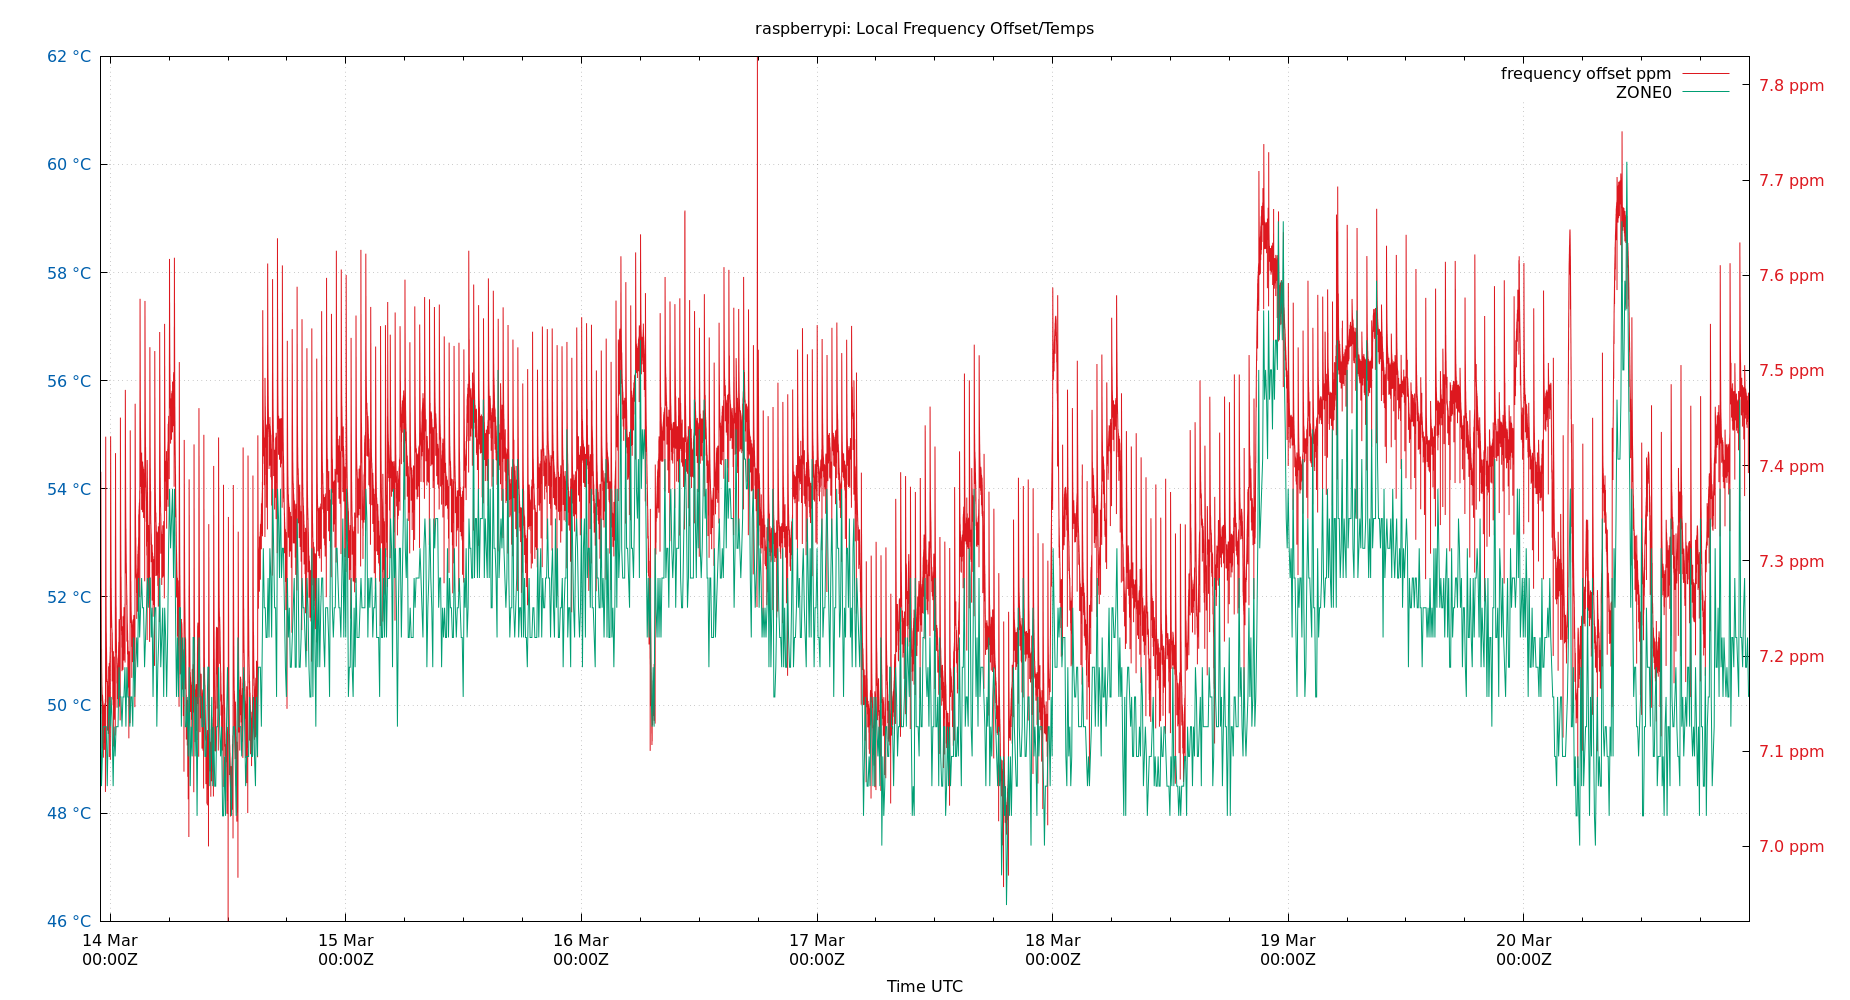 raspberrypi: Local Frequency Offset/Temps
62 °C
60 °C
58 °C
56 °C
54 °C
52 °C
50 °C
48 °C
46 °C
frequency offset ppm
ZONE0
7.8 ppm
7.7 ppm
7.6 ppm
7.5 ppm
7.4 ppm
7.3 ppm
7.2 ppm
7.1 ppm
7.0 ppm
14 Mar
00:00Z
15 Mar
00:00Z
16 Mar
00:00Z
17 Mar
00:00Z
18 Mar
00:00Z
19 Mar
00:00Z
20 Mar
00:00Z
Time UTC